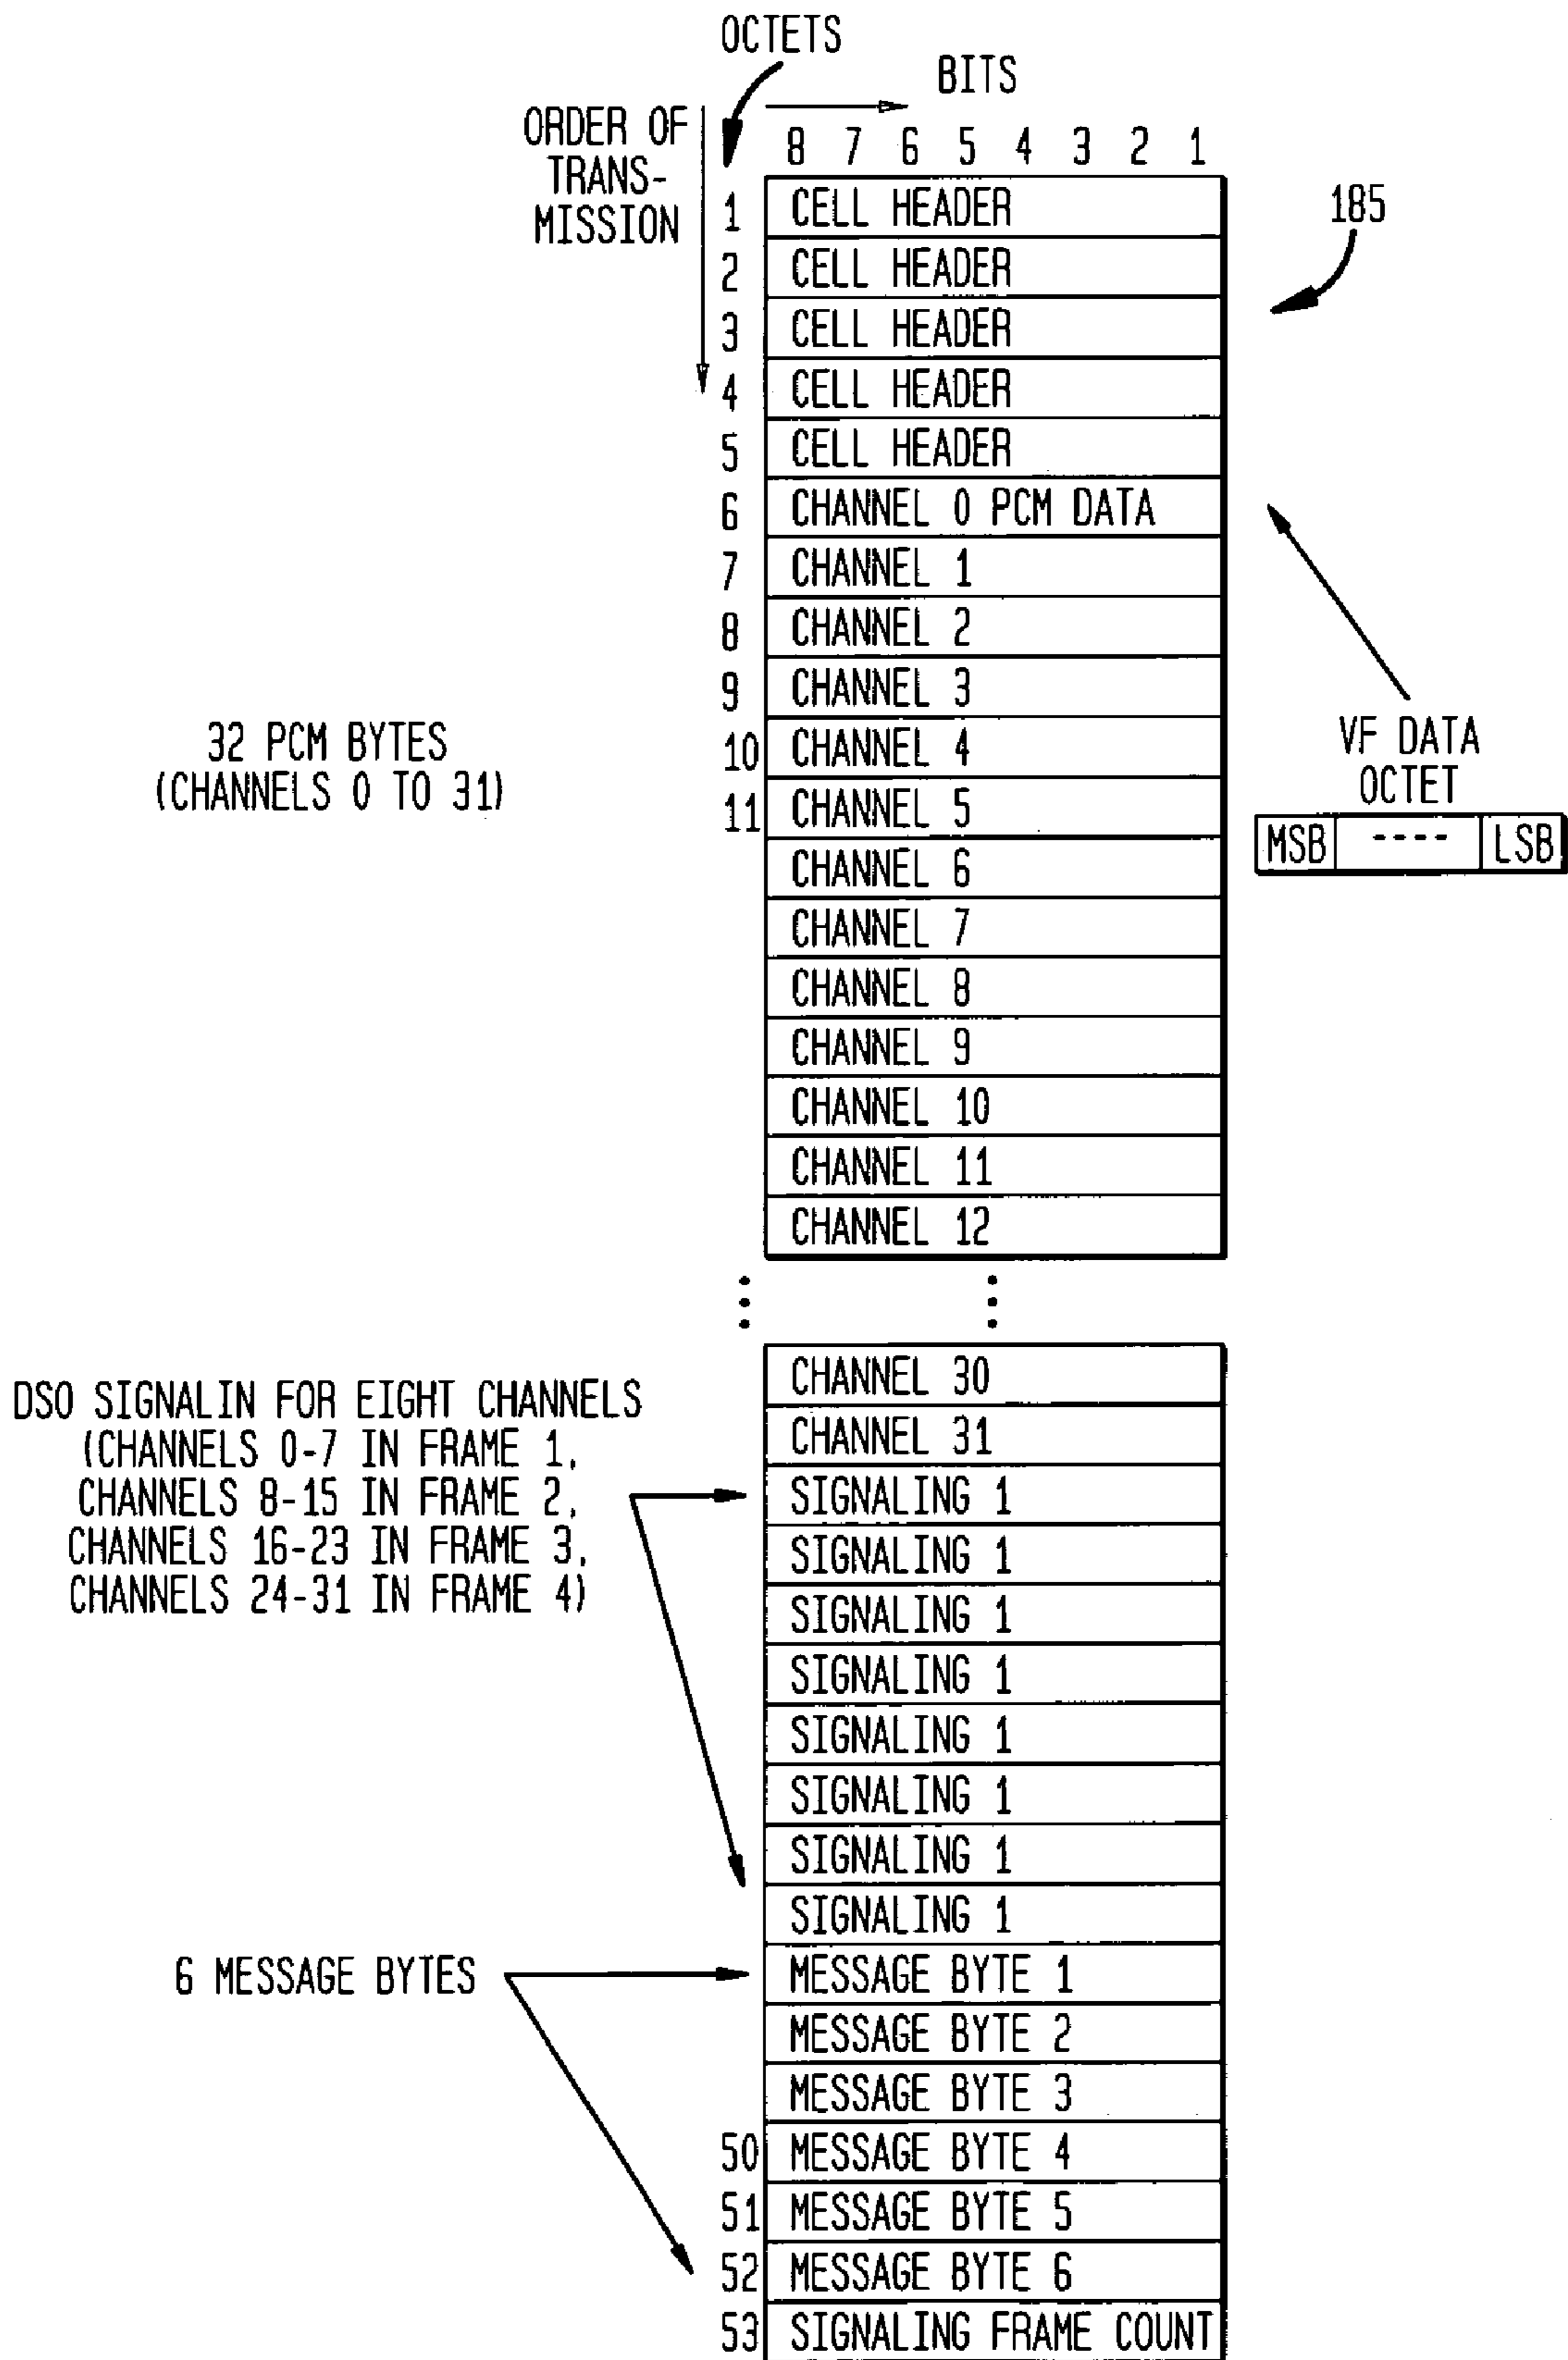 OCTETS
BITS
ORDER OF
TRANS-
MISSION
8 7 6 5 4 3 2 1
1 CELL HEADER
185
2 CELL HEADER
3 CELL HEADER
4 CELL HEADER
5 CELL HEADER
6 CHANNEL 0 PCM DATA
7 CHANNEL 1
8 CHANNEL 2
9 CHANNEL 3
32 PCM BYTES
(CHANNELS 0 TO 31)
10 CHANNEL 4
11 CHANNEL 5
VF DATA
OCTET
MSB ---- LSB
CHANNEL 6
CHANNEL 7
CHANNEL 8
CHANNEL 9
CHANNEL 10
CHANNEL 11
CHANNEL 12
CHANNEL 30
CHANNEL 31
DSO SIGNALIN FOR EIGHT CHANNELS
(CHANNELS 0-7 IN FRAME 1,
CHANNELS 8-15 IN FRAME 2,
CHANNELS 16-23 IN FRAME 3,
CHANNELS 24-31 IN FRAME 4)
SIGNALING 1
SIGNALING 1
SIGNALING 1
SIGNALING 1
SIGNALING 1
SIGNALING 1
SIGNALING 1
SIGNALING 1
6 MESSAGE BYTES
MESSAGE BYTE 1
MESSAGE BYTE 2
MESSAGE BYTE 3
50 MESSAGE BYTE 4
51 MESSAGE BYTE 5
52 MESSAGE BYTE 6
53 SIGNALING FRAME COUNT